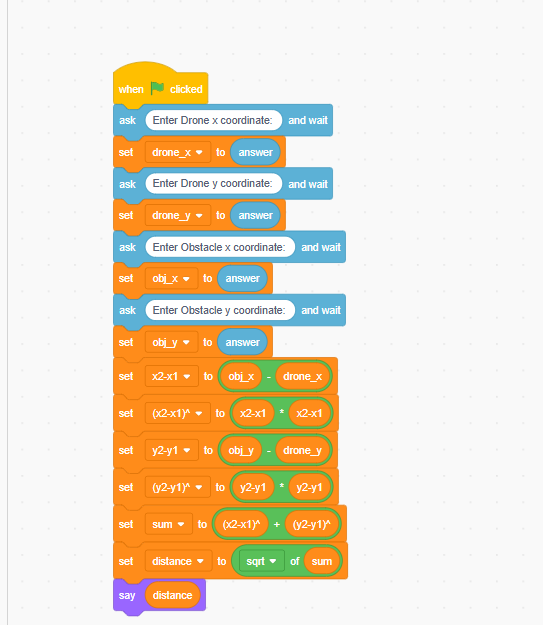 when clicked
ask Enter Drone x coordinate: and wait
set drone_x to answer
ask Enter Drone y coordinate: and wait
set drone_y to answer
ask Enter Obstacle x coordinate: and wait
set obj_x to answer
ask Enter Obstacle y coordinate: and wait
set obj_y to answer
set x2-x1 to obj_x - drone_x
set (x2-x1)^ to x2-x1 * x2-x1
set y2-y1 to obj_y - drone_y
set (y2-y1)^ to y2-y1 * y2-y1
set sum to (x2-x1)^ + (y2-y1)^
set distance to sqrt of sum
say distance